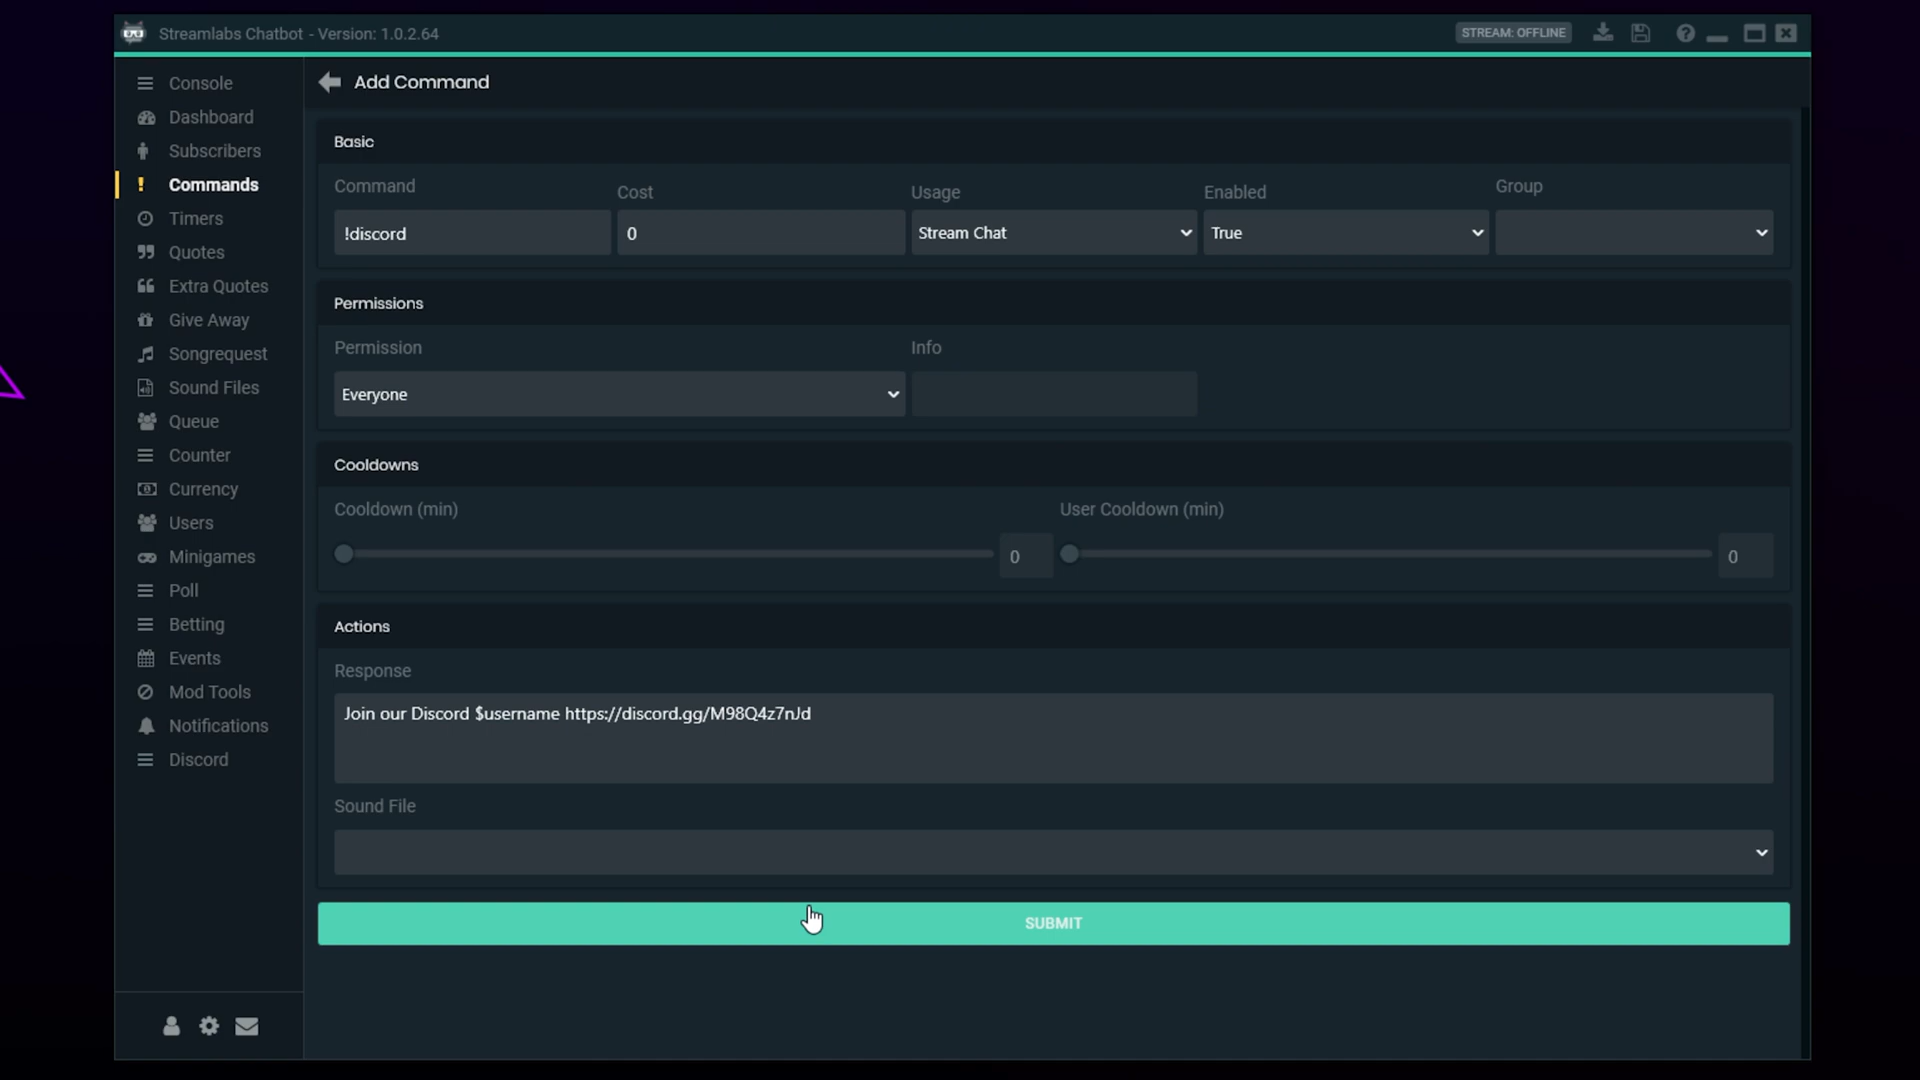 Streamlabs Chatbot - Version: 1.0.2.64
STREAM: OFFLINE
Console
Dashboard
Subscribers
Commands
Timers
Quotes
Extra Quotes
Give Away
Songrequest
Sound Files
Queue
Counter
Currency
Users
Minigames
Poll
Betting
Events
Mod Tools
Notifications
Discord
Add Command
Basic
Command Cost Usage Enabled Group
!discord 0 Stream Chat True
Permissions
Permission Info
Everyone
Cooldowns
Cooldown (min) User Cooldown (min)
0 0
Actions
Response
Join our Discord $username https://discord.gg/M98Q4z7nJd
Sound File
SUBMIT